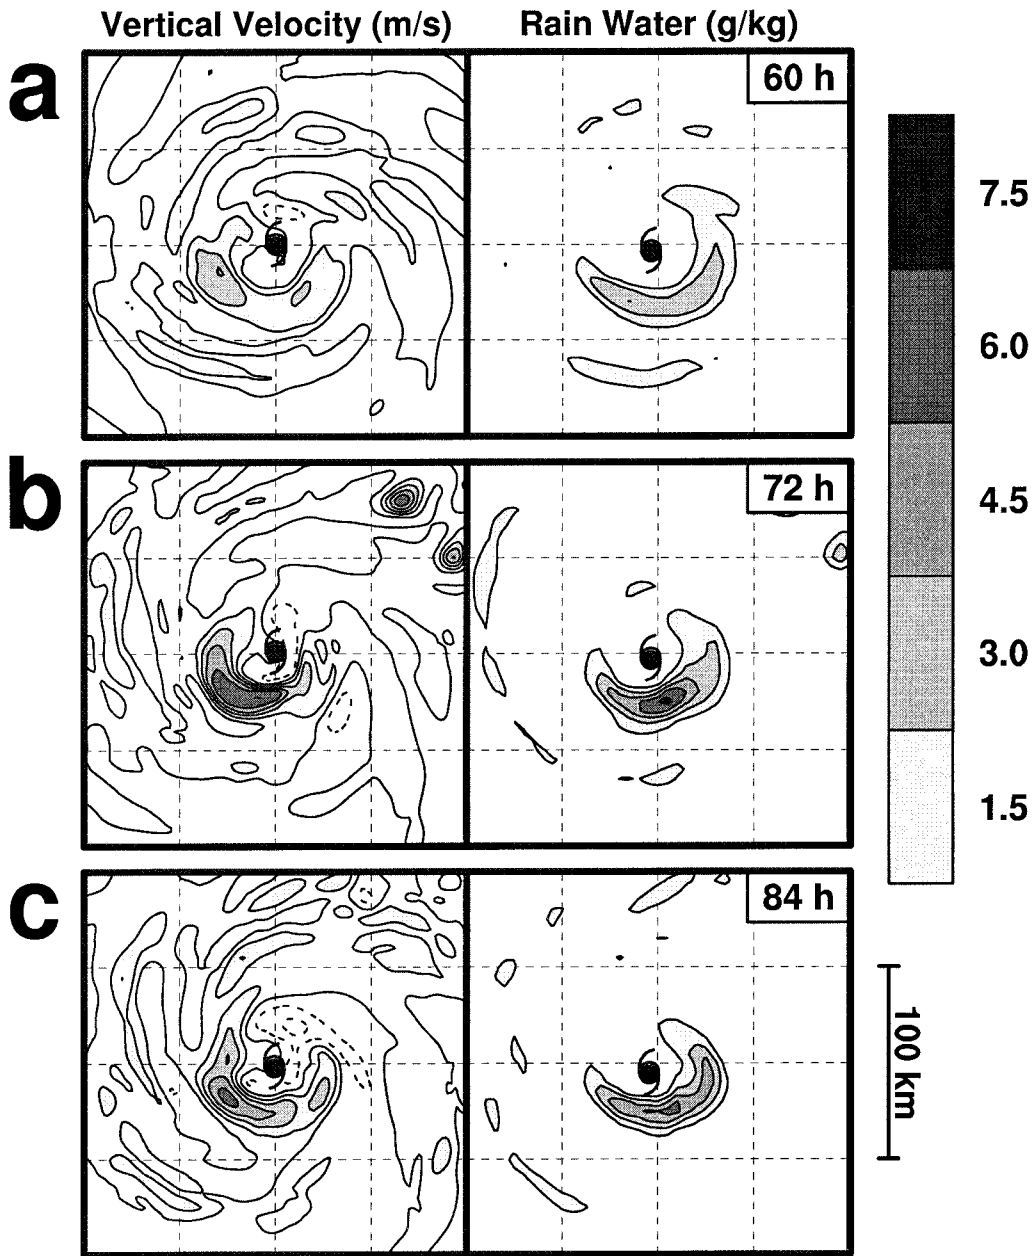 Vertical Velocity (m/s) Rain Water (g/kg)
a
60 h
7.5
6.0
b
72 h
4.5
3.0
1.5
c
84 h
100 km